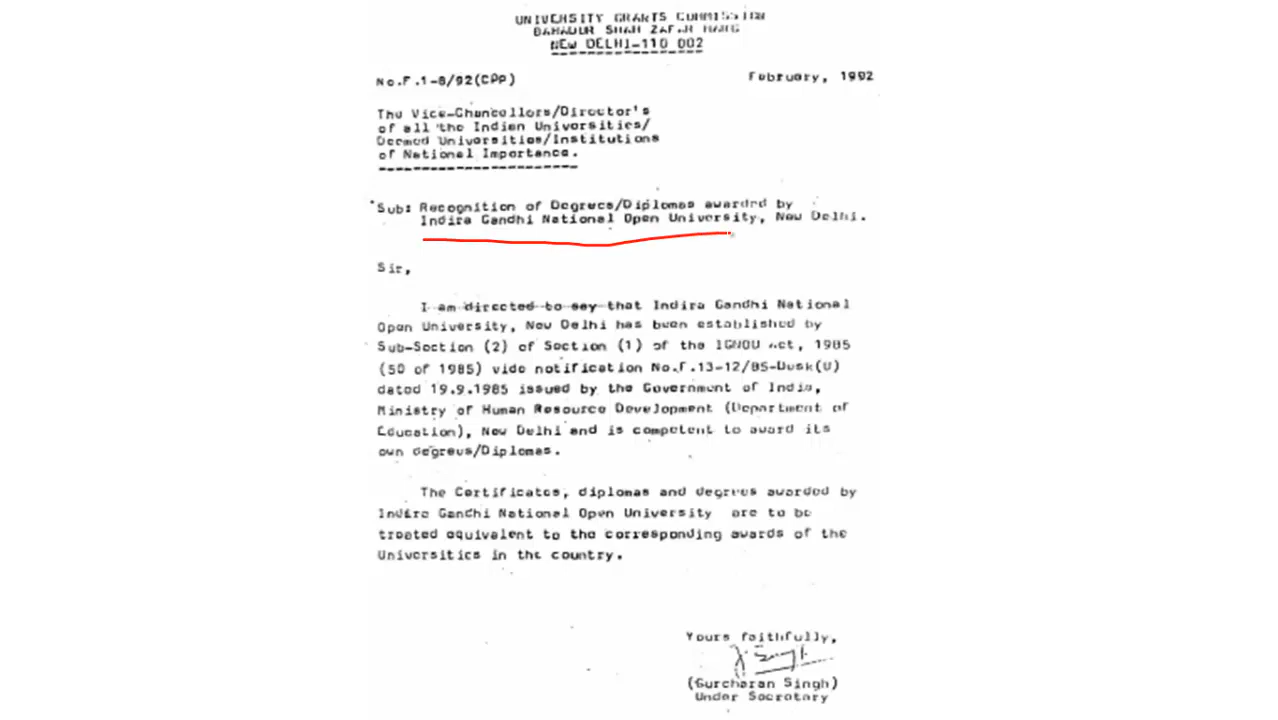 UNIVERSITY GRANTS COMMISSION
BAHADUR SHAH ZAFAR MARG
NEW DELHI-110 002
No.F.1-8/92(CPP)
February, 1992
The Vice-Chancellors/Director's
of all the Indian Universities/
Deemed Universities/Institutions
of National Importance.
Sub: Recognition of Degrees/Diplomas awarded by
Indira Gandhi National Open University, New Delhi.
Sir,
I am directed to say that Indira Gandhi National
Open University, New Delhi has been established by
Sub-Section (2) of Section (1) of the IGNOU Act, 1985
(50 of 1985) vide notification No.F.13-12/85-Desk(U)
dated 19.9.1985 issued by the Government of India,
Ministry of Human Resource Development (Department of
Education), New Delhi and is competent to award its
own degrees/Diplomas.
The Certificates, diplomas and degrees awarded by
Indira Gandhi National Open University are to be
treated equivalent to the corresponding awards of the
Universities in the country.
Yours faithfully,
(Gurcharan Singh)
Under Secretary